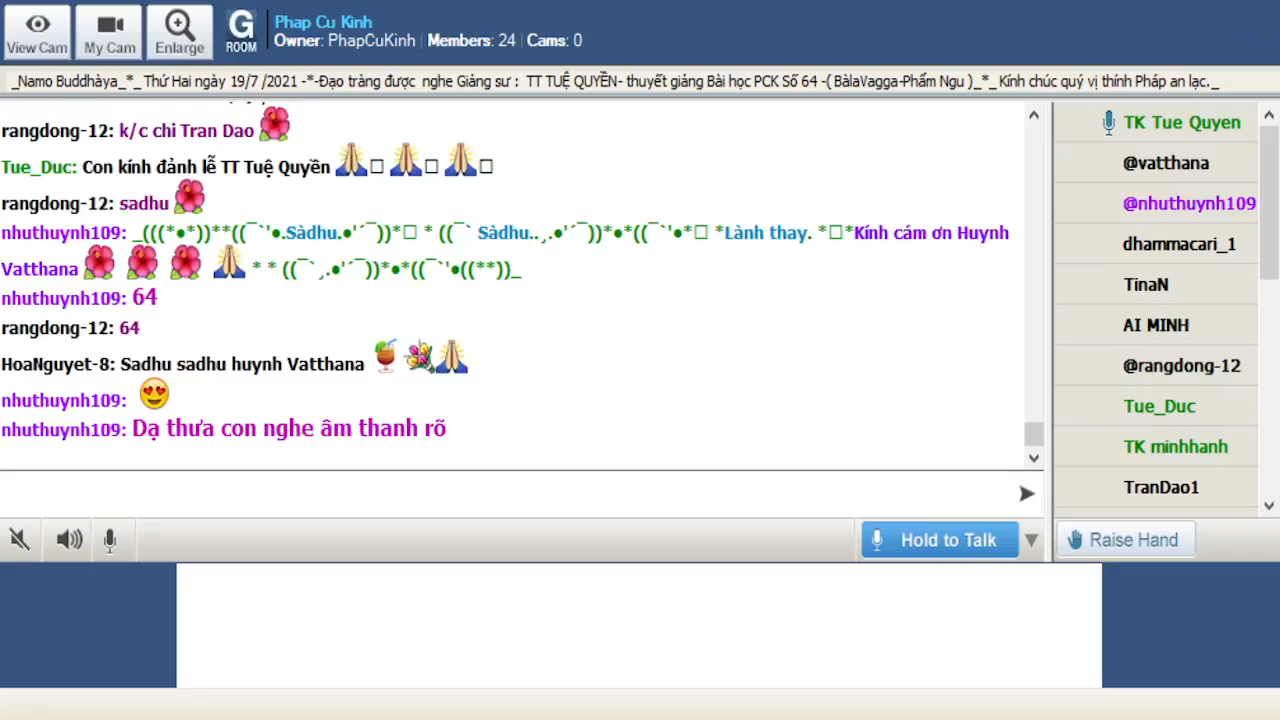 View Cam
My Cam
Enlarge
G
ROOM
Phap Cu Kinh
Owner: PhapCuKinh | Members: 24 | Cams: 0
_Namo Buddhàya_*_ Thứ Hai ngày 19/7 /2021 -*-Đạo tràng được nghe Giảng sư : TT TUỆ QUYỀN- thuyết giảng Bài học PCK Số 64 -( BàlaVagga-Phẩm Ngu )_*_ Kính chúc quý vị thính Pháp an lạc._
rangdong-12: k/c chi Tran Dao
Tue_Duc: Con kính đảnh lễ TT Tuệ Quyền
rangdong-12: sadhu
nhuthuynh109: _(((*●*))**((¯`'●.Sàdhu.●'´¯))*□ * ((¯` Sàdhu..¸.●'´¯))*●*((¯`'●*□ *Lành thay. *□*Kính cám ơn Huynh
Vatthana * * ((¯`¸.●'´¯))*●*((¯`'●((**))_
nhuthuynh109: 64
rangdong-12: 64
HoaNguyet-8: Sadhu sadhu huynh Vatthana
nhuthuynh109:
nhuthuynh109: Dạ thưa con nghe âm thanh rõ
Hold to Talk
TK Tue Quyen
@vatthana
@nhuthuynh109
dhammacari_1
TinaN
AI MINH
@rangdong-12
Tue_Duc
TK minhhanh
TranDao1
Raise Hand